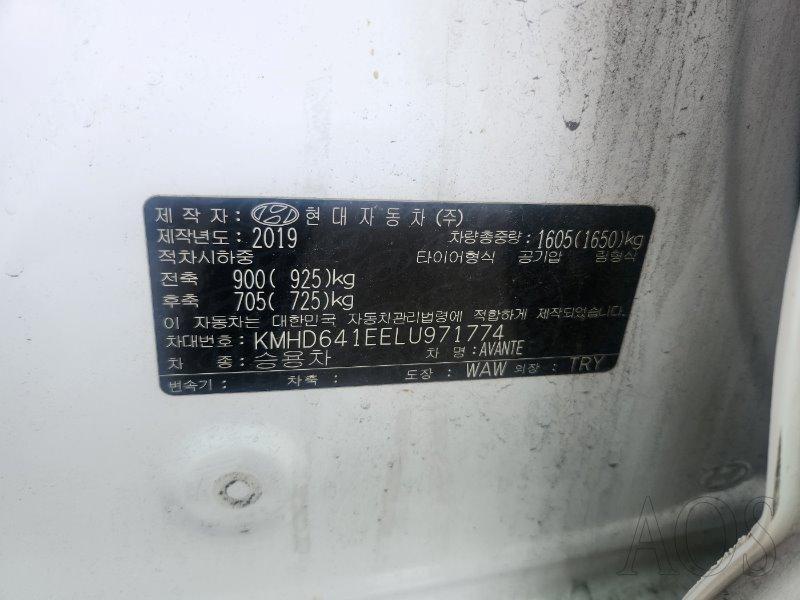 제 작 자 : 현대자동차(주)
제작년도 : 2019 차량총중량 : 1605(1650)kg
적차시하중 타이어형식 공기압 림형식
전축 900( 925)kg
후축 705( 725)kg
이 자동차는 대한민국 자동차관리법령에 적합하게 제작되었습니다.
차대번호 : KMHD641EELU971774
차 종 : 승용차 차 명 : AVANTE
변속기 : 차축 : 도장 : WAW 외장 : TRY
AOS